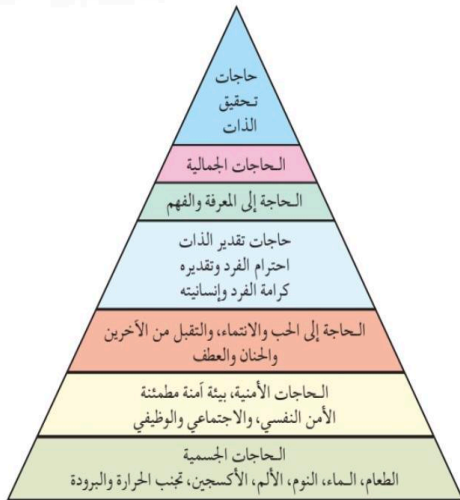 حاجات
تحقيق
الذات
الحاجات الجمالية
الحاجة إلى المعرفة والفهم
حاجات تقدير الذات
احترام الفرد وتقديره
كرامة الفرد وإنسانيته
الحاجة إلى الحب والانتماء، والتقبل من الآخرين
والحنان والعطف
الحاجات الأمنية، بيئة آمنة مطمئنة
الأمن النفسي، والاجتماعي والوظيفي
الحاجات الجسمية
الطعام، الماء، النوم، الألم، الأكسجين، تجنب الحرارة والبرودة